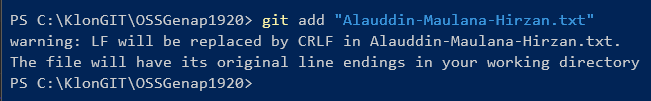 PS C:\KlonGIT\OSSGenap1920> git add "Alauddin-Maulana-Hirzan.txt"
warning: LF will be replaced by CRLF in Alauddin-Maulana-Hirzan.txt.
The file will have its original line endings in your working directory
PS C:\KlonGIT\OSSGenap1920>